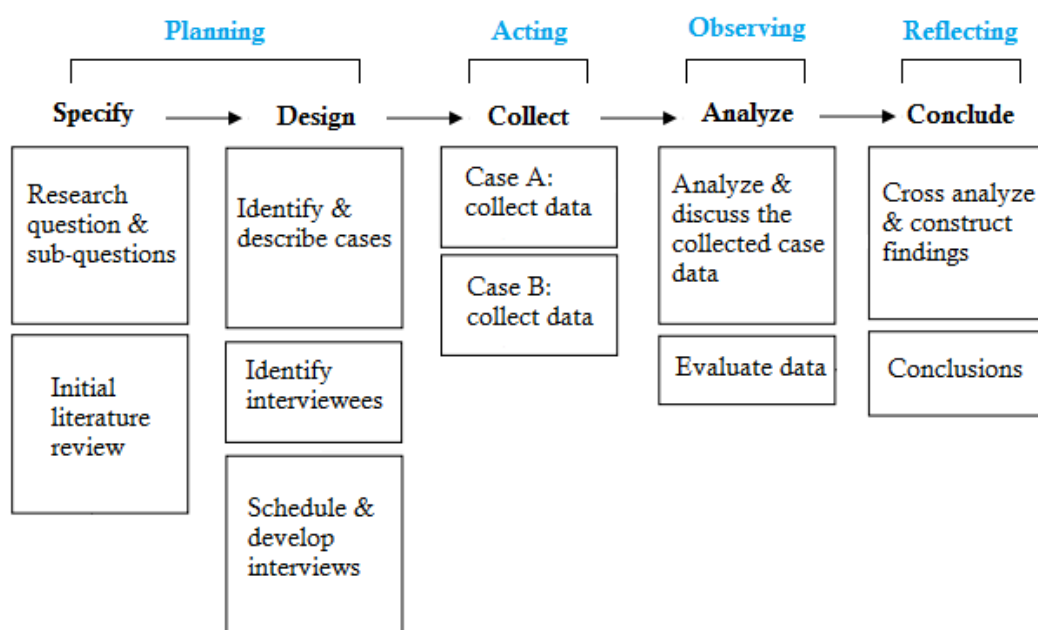 Planning
Acting
Observing
Reflecting
Specify
Design
Collect
Analyze
Conclude
Research
question &
sub-questions
Initial
literature
review
Identify &
describe cases
Identify
interviewees
Schedule &
develop
interviews
Case A:
collect data
Case B:
collect data
Analyze &
discuss the
collected case
data
Evaluate data
Cross analyze
& construct
findings
Conclusions